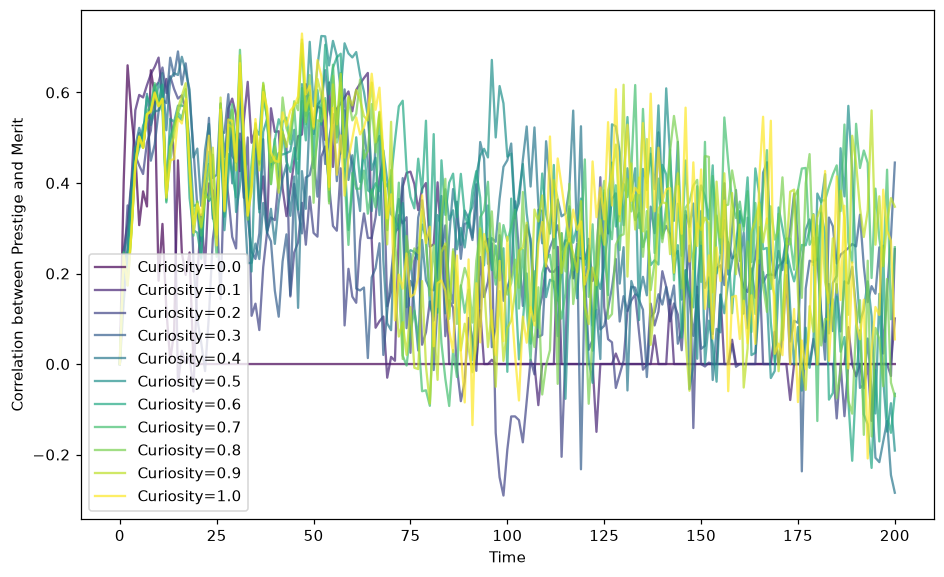 Correlation between Prestige and Merit
0.6
0.4
0.2
0.0
−0.2
Curiosity=0.0
Curiosity=0.1
Curiosity=0.2
Curiosity=0.3
Curiosity=0.4
Curiosity=0.5
Curiosity=0.6
Curiosity=0.7
Curiosity=0.8
Curiosity=0.9
Curiosity=1.0
0 25 50 75 100 125 150 175 200
Time